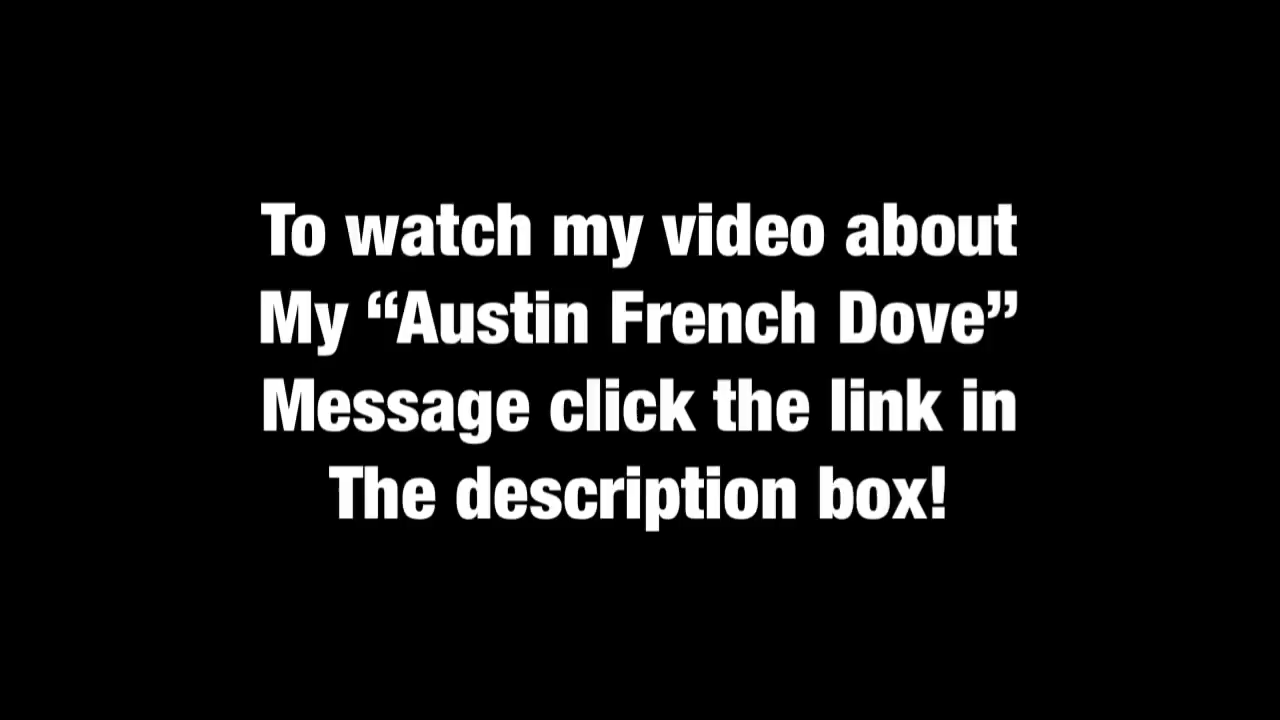 To watch my video about
My “Austin French Dove”
Message click the link in
The description box!